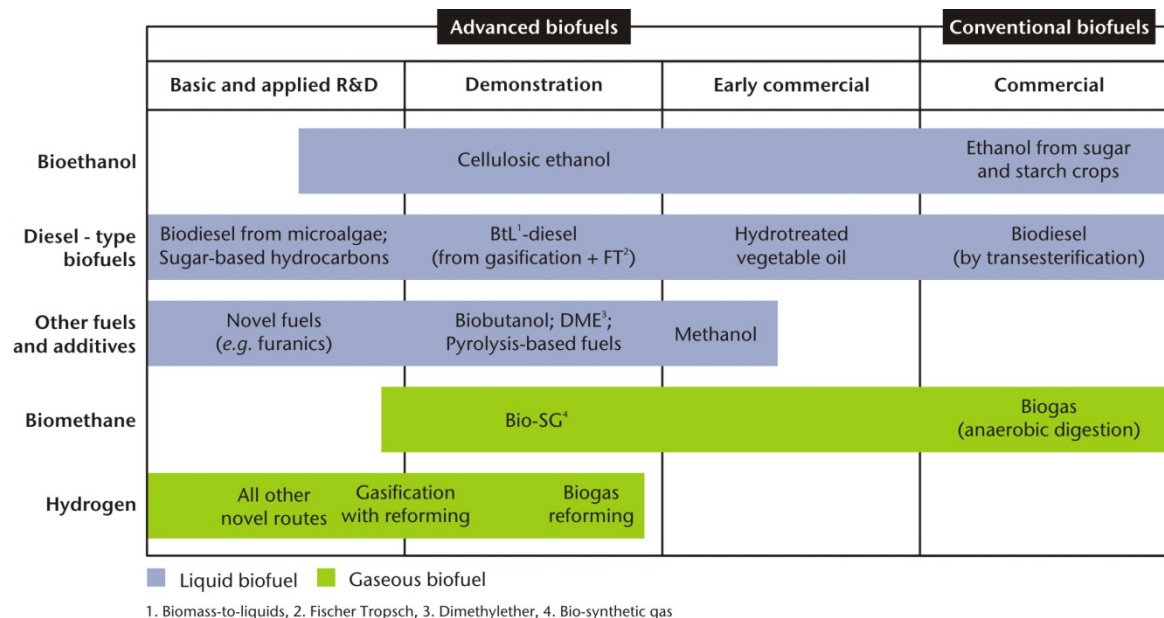 Advanced biofuels
Conventional biofuels
Basic and applied R&D
Demonstration
Early commercial
Commercial
Bioethanol
Cellulosic ethanol
Ethanol from sugar
and starch crops
Diesel - type
biofuels
Biodiesel from microalgae;
Sugar-based hydrocarbons
BtL¹-diesel
(from gasification + FT²)
Hydrotreated
vegetable oil
Biodiesel
(by transesterification)
Other fuels
and additives
Novel fuels
(e.g. furanics)
Biobutanol; DME³;
Pyrolysis-based fuels
Methanol
Biomethane
Bio-SG⁴
Biogas
(anaerobic digestion)
Hydrogen
All other
novel routes
Gasification
with reforming
Biogas
reforming
Liquid biofuel
Gaseous biofuel
1. Biomass-to-liquids, 2. Fischer Tropsch, 3. Dimethylether, 4. Bio-synthetic gas